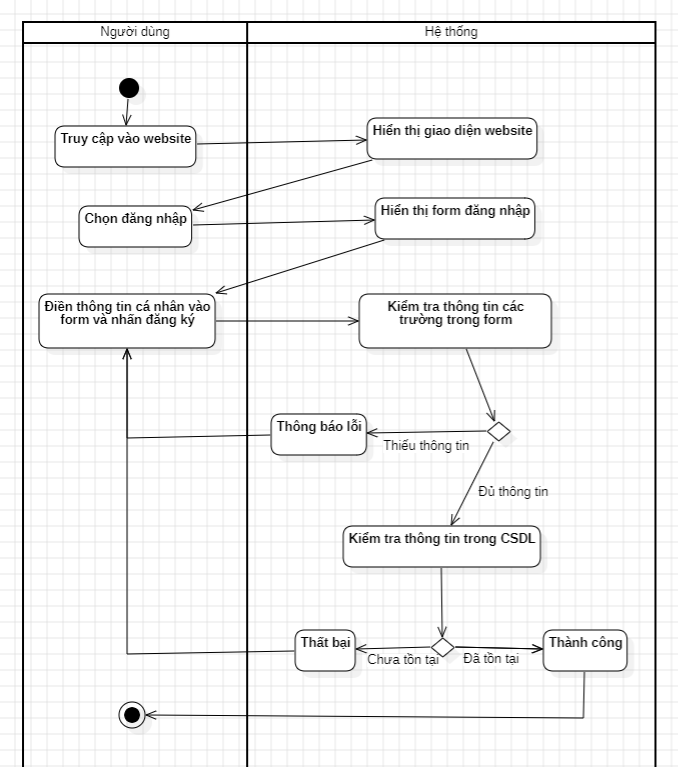 Người dùng
Hệ thống
Truy cập vào website
Hiển thị giao diện website
Chọn đăng nhập
Hiển thị form đăng nhập
Điền thông tin cá nhân vào
form và nhấn đăng ký
Kiểm tra thông tin các
trường trong form
Thông báo lỗi
Thiếu thông tin
Đủ thông tin
Kiểm tra thông tin trong CSDL
Thất bại
Chưa tồn tại
Đã tồn tại
Thành công